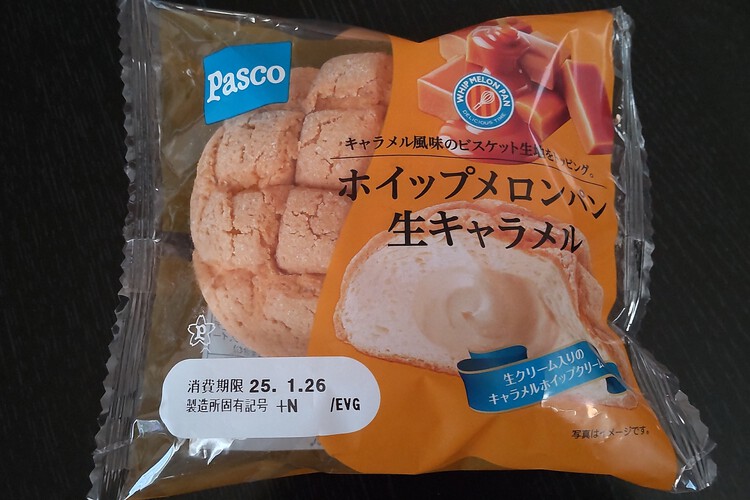 Pasco
WHIP MELON PAN
DELICIOUS TIME
キャラメル風味のビスケット生地をトッピング。
ホイップメロンパン
生キャラメル
生クリーム入りの
キャラメルホイップクリーム
消費期限 25. 1.26
製造所固有記号 +N /EVG
写真はイメージです。